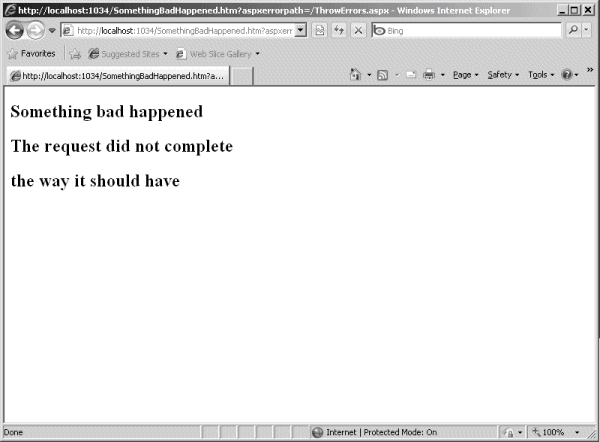 http://localhost:1034/SomethingBadHappened.htm?aspxerrorpath=/ThrowErrors.aspx - Windows Internet Explorer
http://localhost:1034/SomethingBadHappened.htm?aspxerr
Bing
Favorites
Suggested Sites
Web Slice Gallery
http://localhost:1034/SomethingBadHappened.htm?a...
Page
Safety
Tools
Something bad happened
The request did not complete
the way it should have
Done
Internet | Protected Mode: On
100%